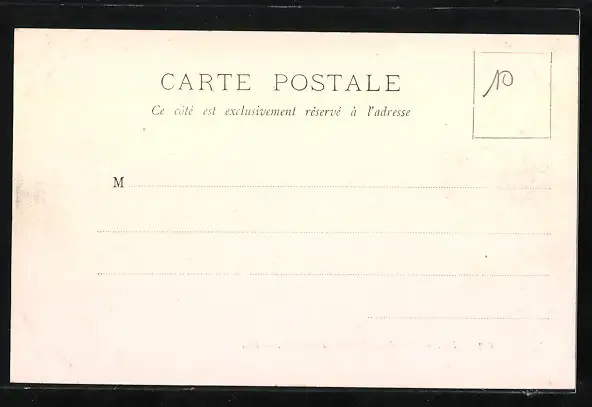 CARTE POSTALE
10
Ce côté est exclusivement réservé à l'adresse
M